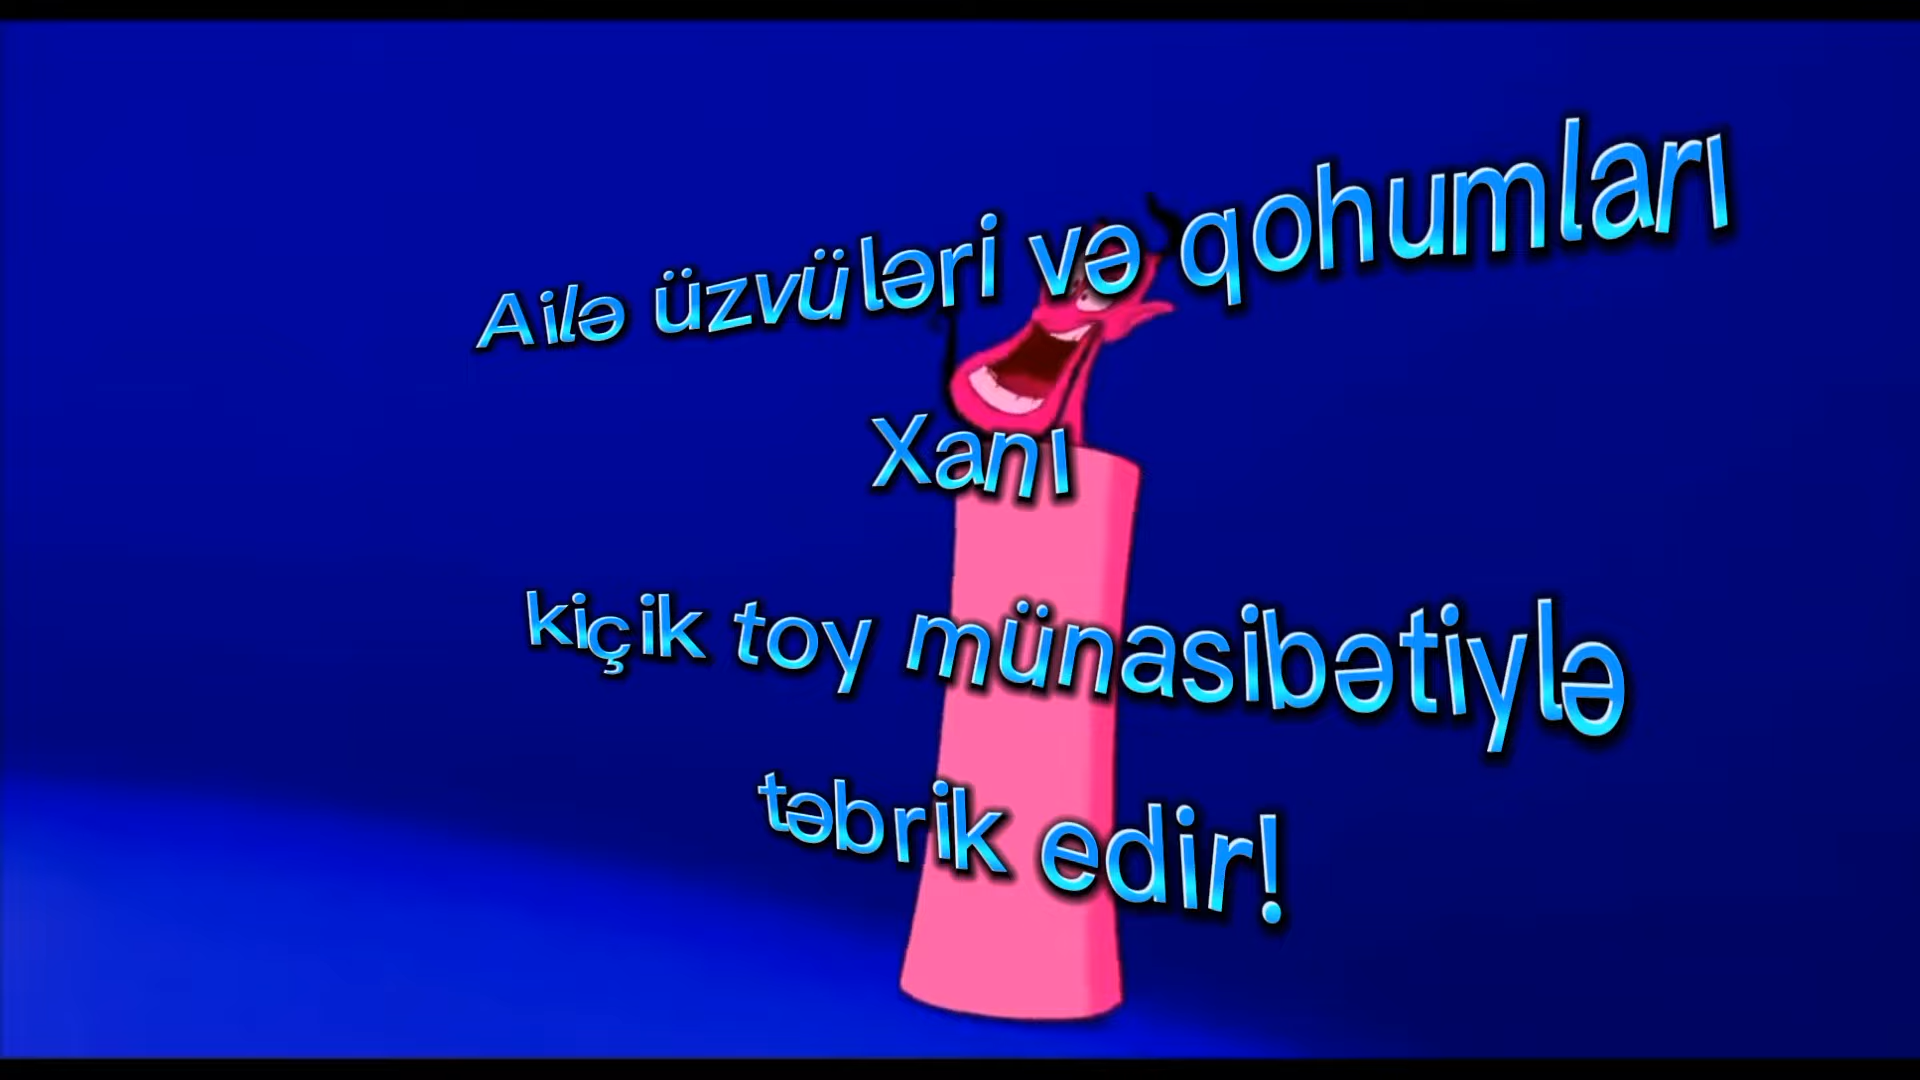 Ailə üzvüləri və qohumları
Xanı
kiçik toy münasibətiylə
təbrik edir!